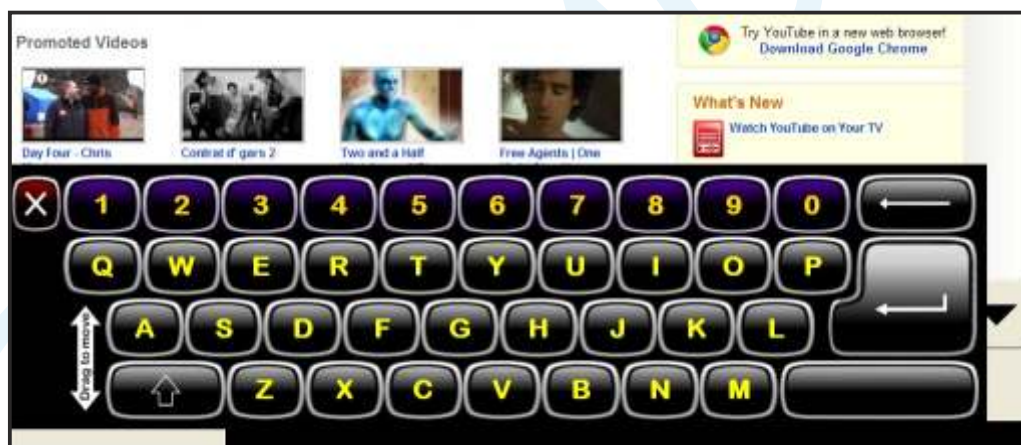 Promoted Videos
Try YouTube in a new web browser!
Download Google Chrome
What's New
Watch YouTube on Your TV
Day Four - Chris
Contrat d' gars 2
Two and a Half
Free Agents | One
X 1 2 3 4 5 6 7 8 9 0
Q W E R T Y U I O P
A S D F G H J K L
Drag to move
Z X C V B N M